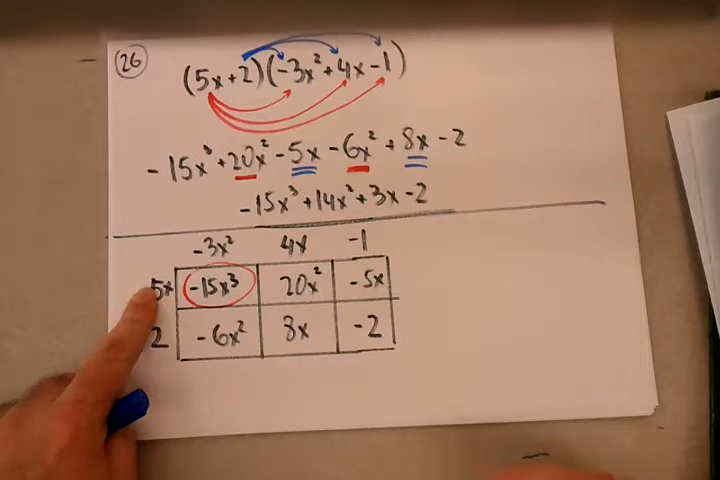 26
(5x+2)(-3x²+4x-1)
-15x³+20x²-5x-6x²+8x-2
-15x³+14x²+3x-2
-3x² 4x -1
5x -15x³ 20x² -5x
2 -6x² 8x -2